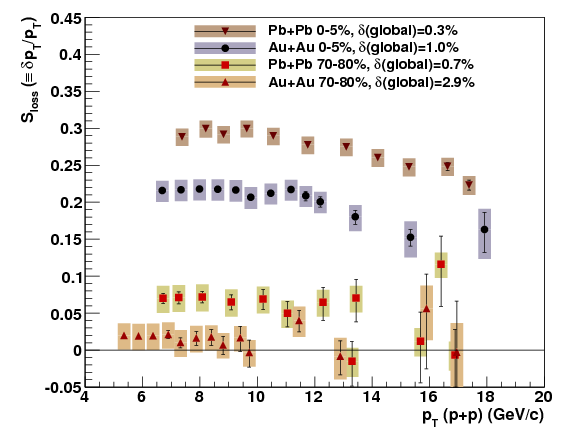 0.45
0.4
0.35
0.3
0.25
0.2
0.15
0.1
0.05
0
-0.05
S_loss (≡ δp_T/p_T)
Pb+Pb 0-5%, δ(global)=0.3%
Au+Au 0-5%, δ(global)=1.0%
Pb+Pb 70-80%, δ(global)=0.7%
Au+Au 70-80%, δ(global)=2.9%
4 6 8 10 12 14 16 18 20
p_T (p+p) (GeV/c)